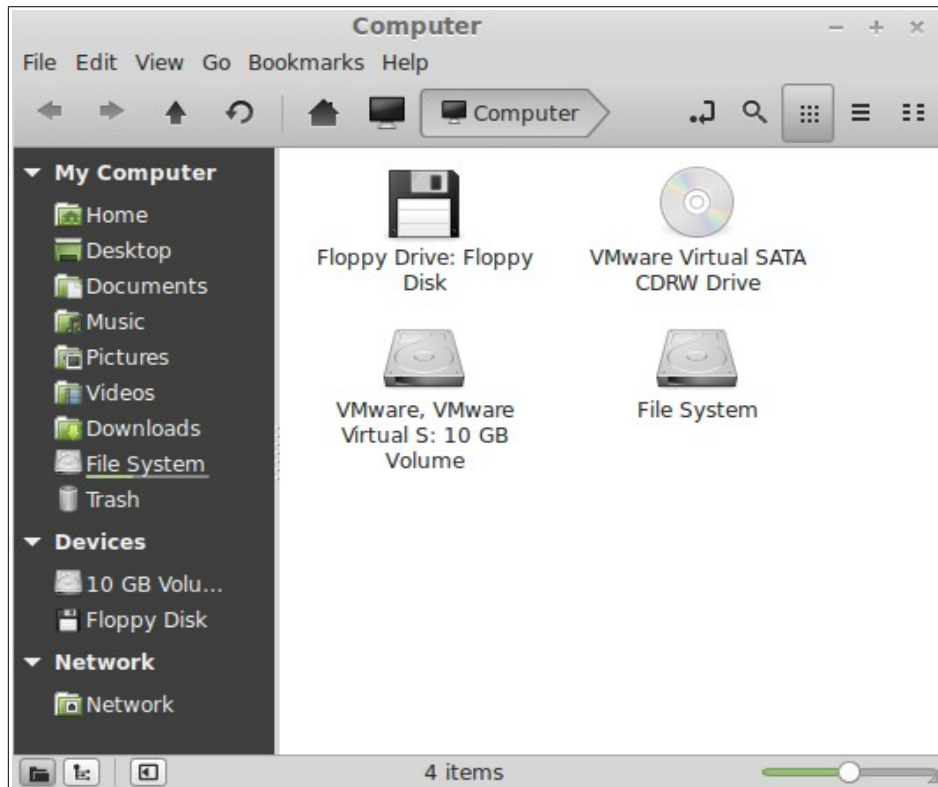 Computer
File Edit View Go Bookmarks Help
Computer
My Computer
Home
Desktop
Documents
Music
Pictures
Videos
Downloads
File System
Trash
Devices
10 GB Volu...
Floppy Disk
Network
Network
Floppy Drive: Floppy
Disk
VMware Virtual SATA
CDRW Drive
VMware, VMware
Virtual S: 10 GB
Volume
File System
4 items